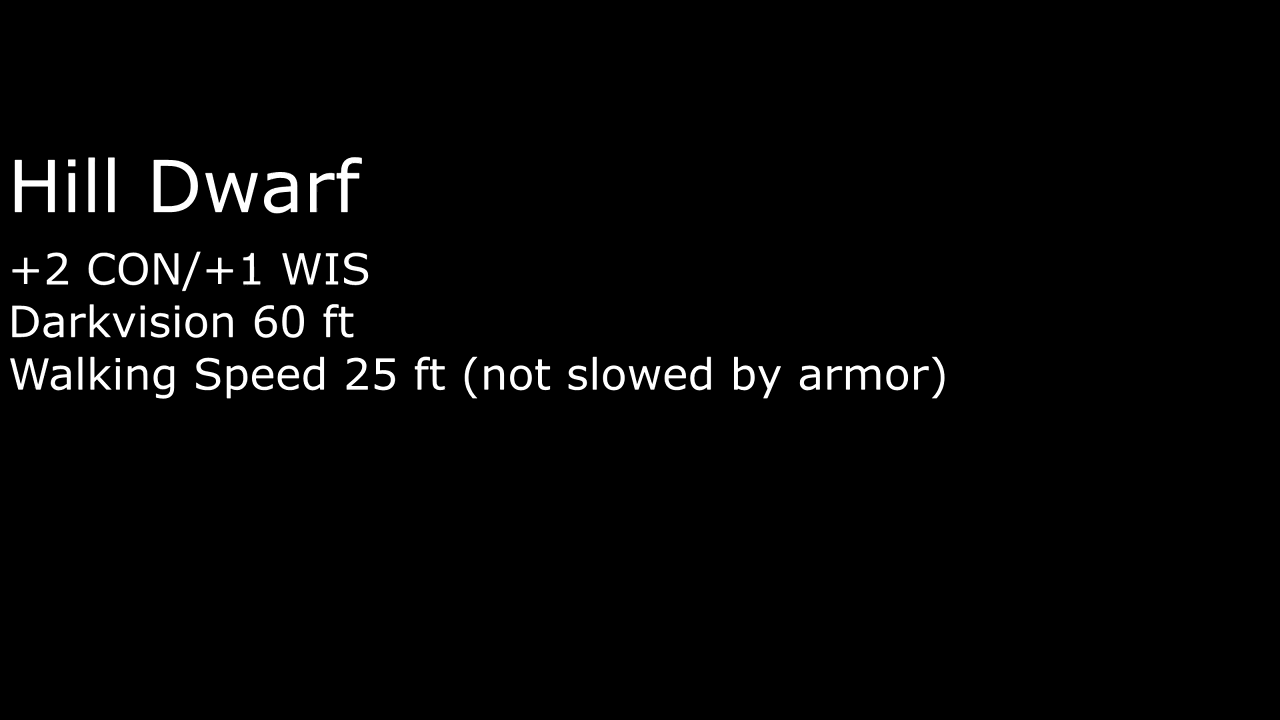 Hill Dwarf
+2 CON/+1 WIS
Darkvision 60 ft
Walking Speed 25 ft (not slowed by armor)